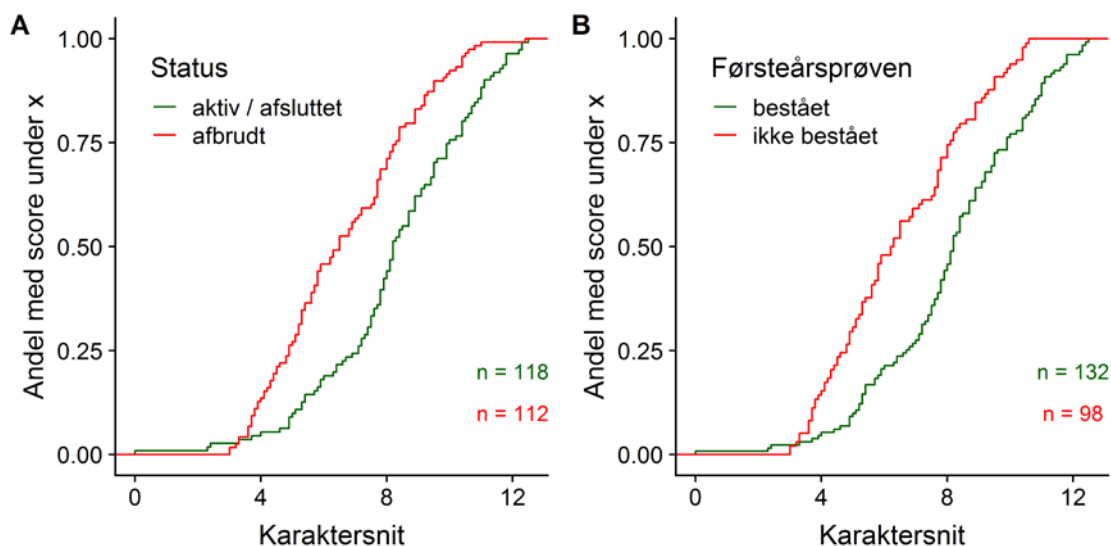 A
Status
aktiv / afsluttet
afbrudt
Andel med score under x
1.00
0.75
0.50
0.25
0.00
n = 118
n = 112
0 4 8 12
Karaktersnit
B
Førsteårsprøven
bestået
ikke bestået
Andel med score under x
1.00
0.75
0.50
0.25
0.00
n = 132
n = 98
0 4 8 12
Karaktersnit